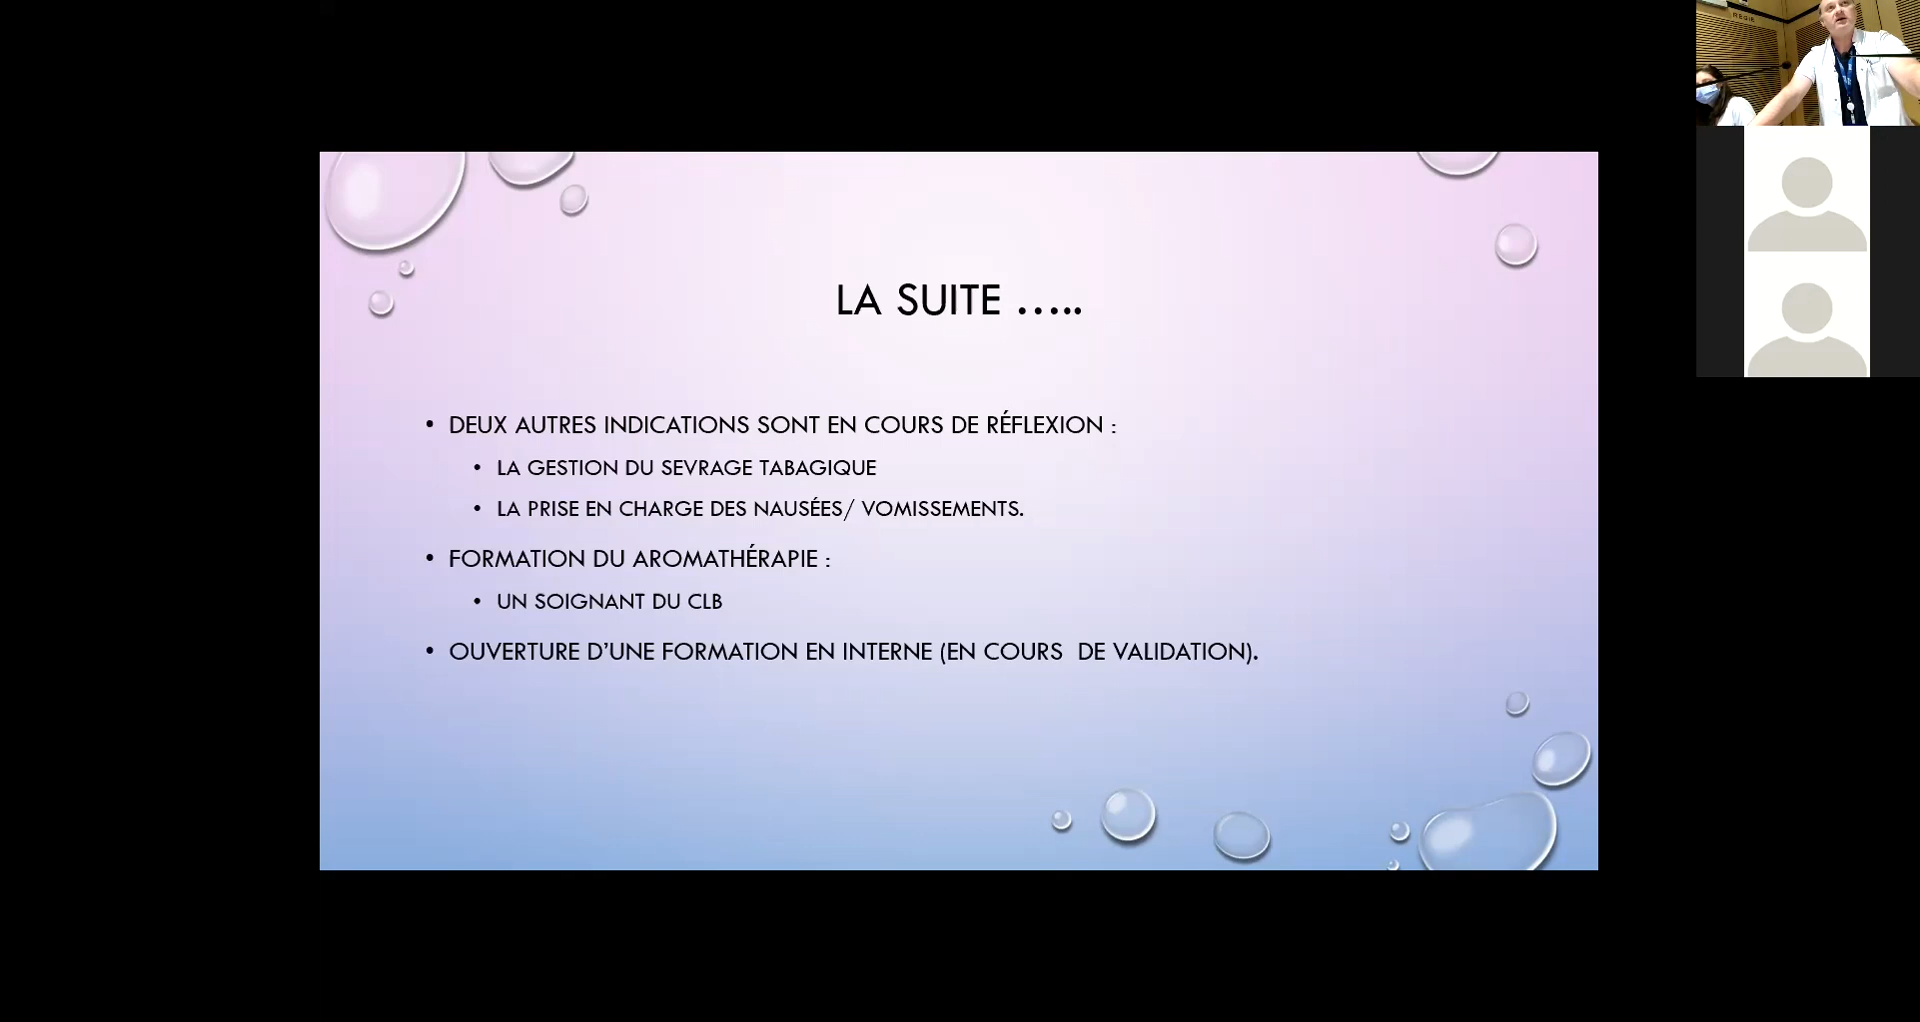 REGIE
LA SUITE …..
• DEUX AUTRES INDICATIONS SONT EN COURS DE RÉFLEXION :
• LA GESTION DU SEVRAGE TABAGIQUE
• LA PRISE EN CHARGE DES NAUSÉES/ VOMISSEMENTS.
• FORMATION DU AROMATHÉRAPIE :
• UN SOIGNANT DU CLB
• OUVERTURE D’UNE FORMATION EN INTERNE (EN COURS  DE VALIDATION).